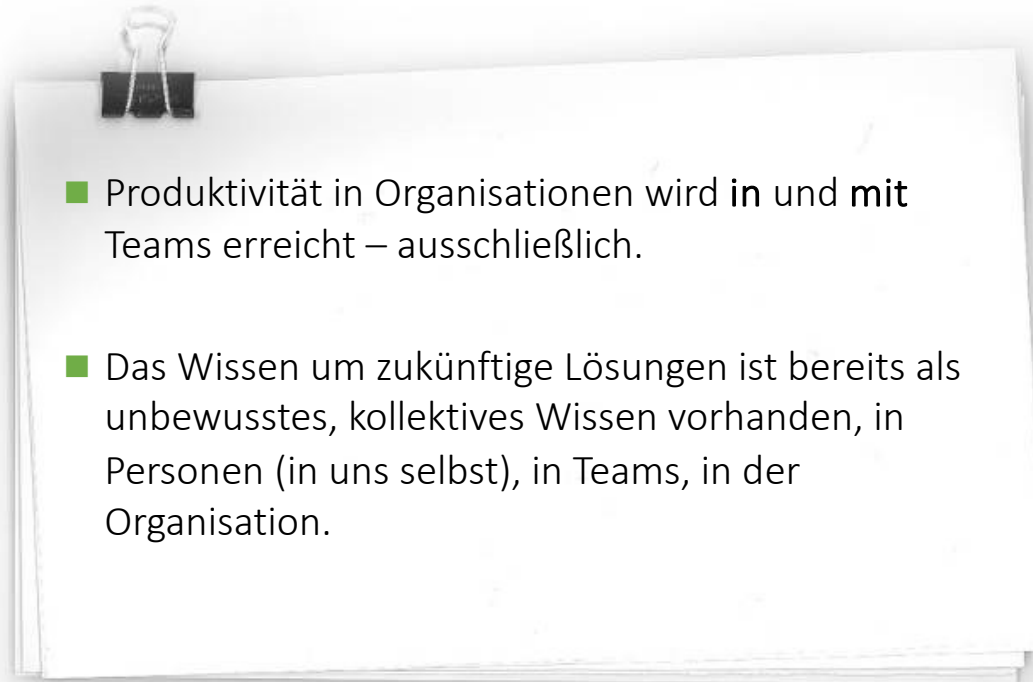 Produktivität in Organisationen wird in und mit
Teams erreicht – ausschließlich.
Das Wissen um zukünftige Lösungen ist bereits als
unbewusstes, kollektives Wissen vorhanden, in
Personen (in uns selbst), in Teams, in der
Organisation.